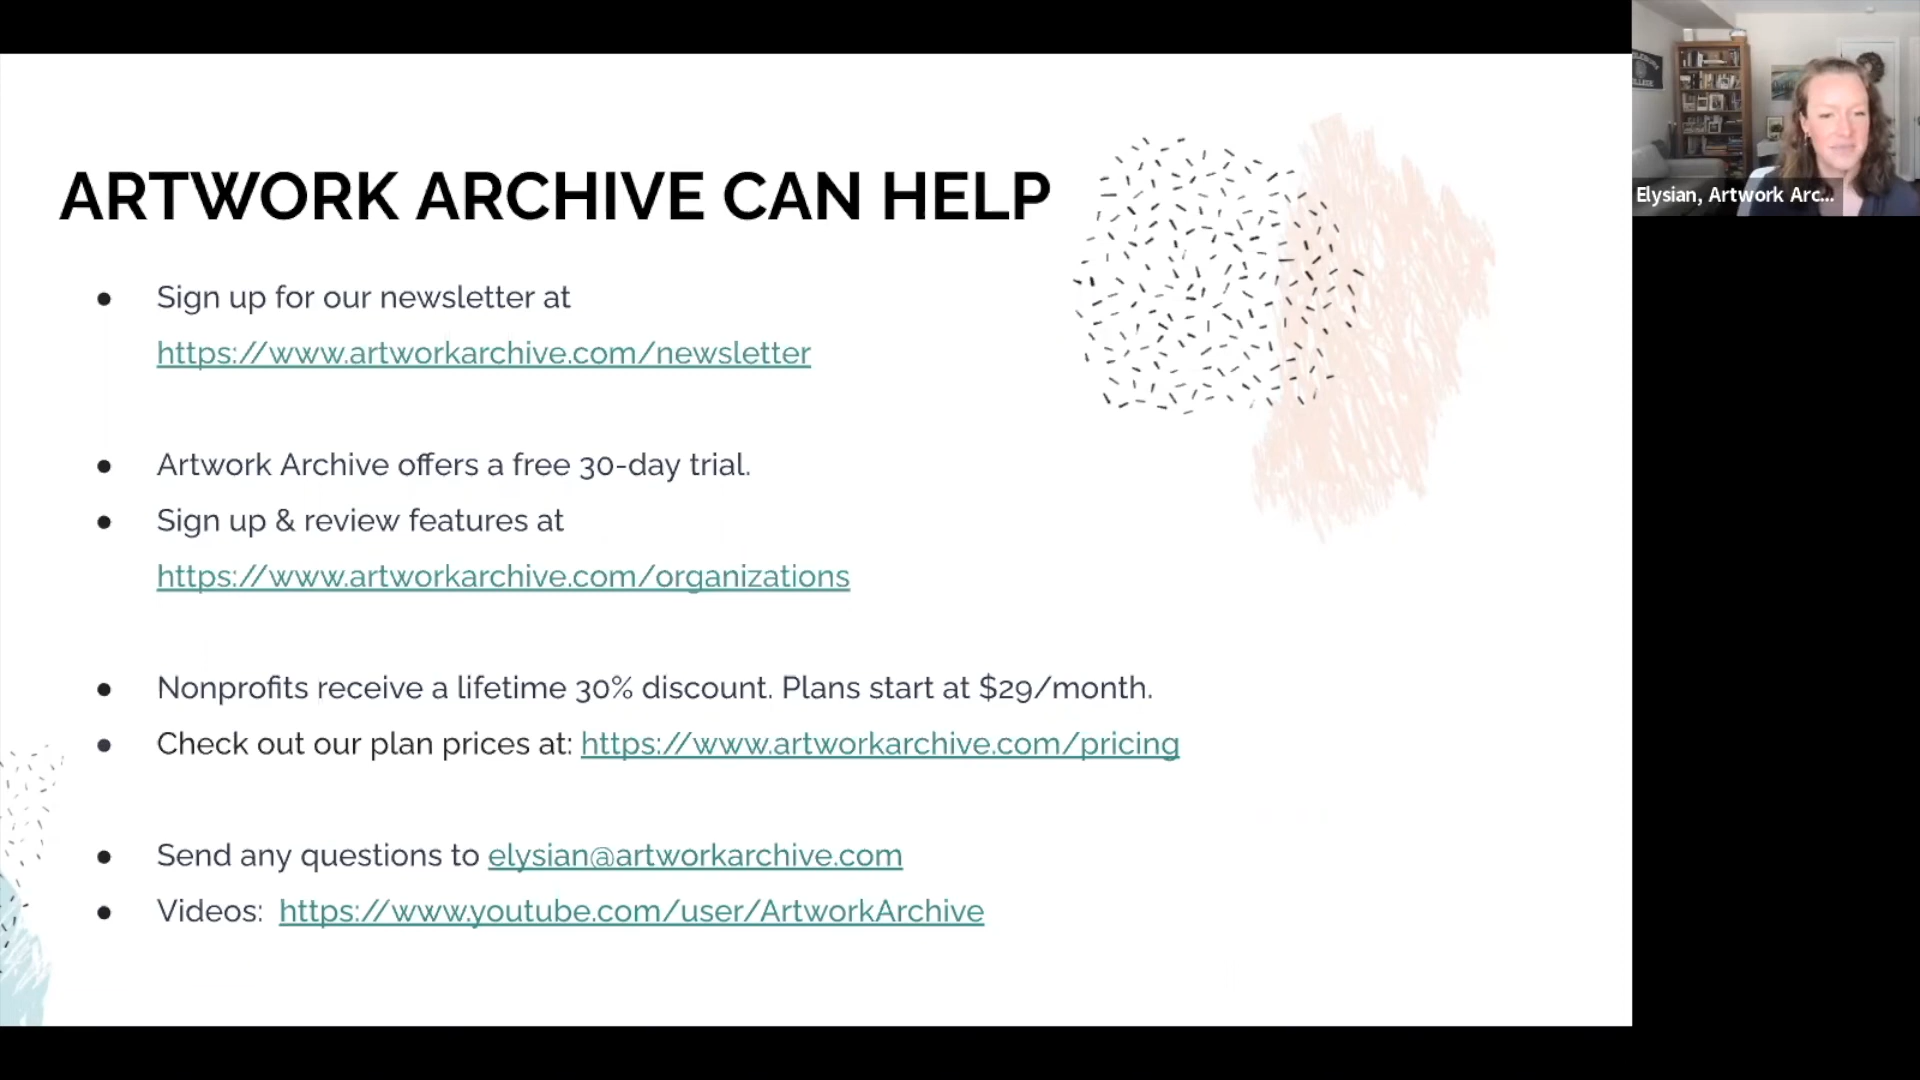 ARTWORK ARCHIVE CAN HELP
● Sign up for our newsletter at
https://www.artworkarchive.com/newsletter
● Artwork Archive offers a free 30-day trial.
● Sign up & review features at
https://www.artworkarchive.com/organizations
● Nonprofits receive a lifetime 30% discount. Plans start at $29/month.
● Check out our plan prices at: https://www.artworkarchive.com/pricing
● Send any questions to elysian@artworkarchive.com
● Videos: https://www.youtube.com/user/ArtworkArchive
Elysian, Artwork Arc...